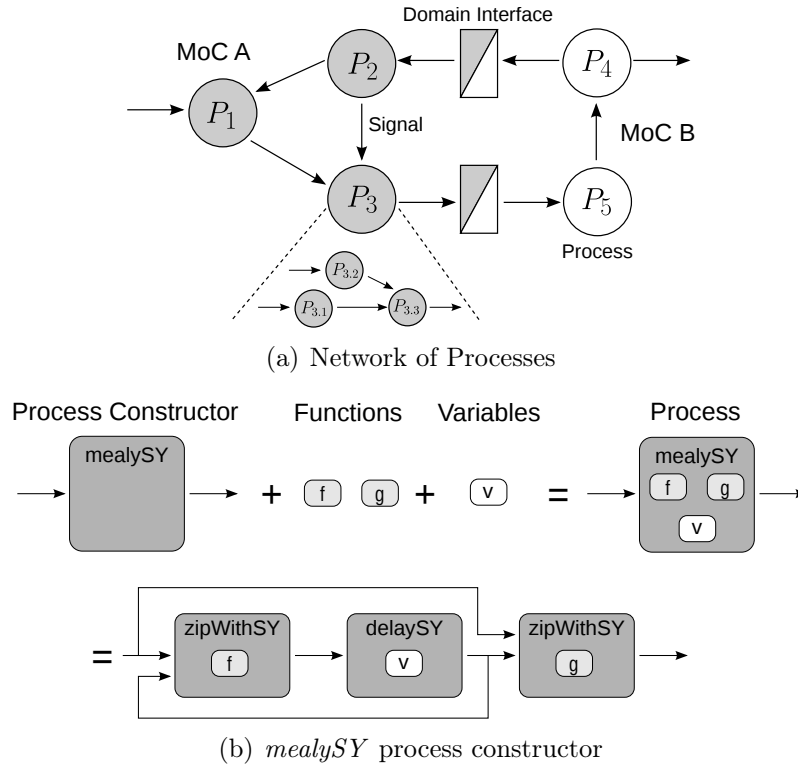 Domain Interface
MoC A
P2
P4
P1
Signal
MoC B
P3
P5
Process
P3.2
P3.1
P3.3
(a) Network of Processes
Process Constructor Functions Variables Process
mealySY mealySY
+ f g + v = f g
v
zipWithSY delaySY zipWithSY
= f v g
(b) mealySY process constructor